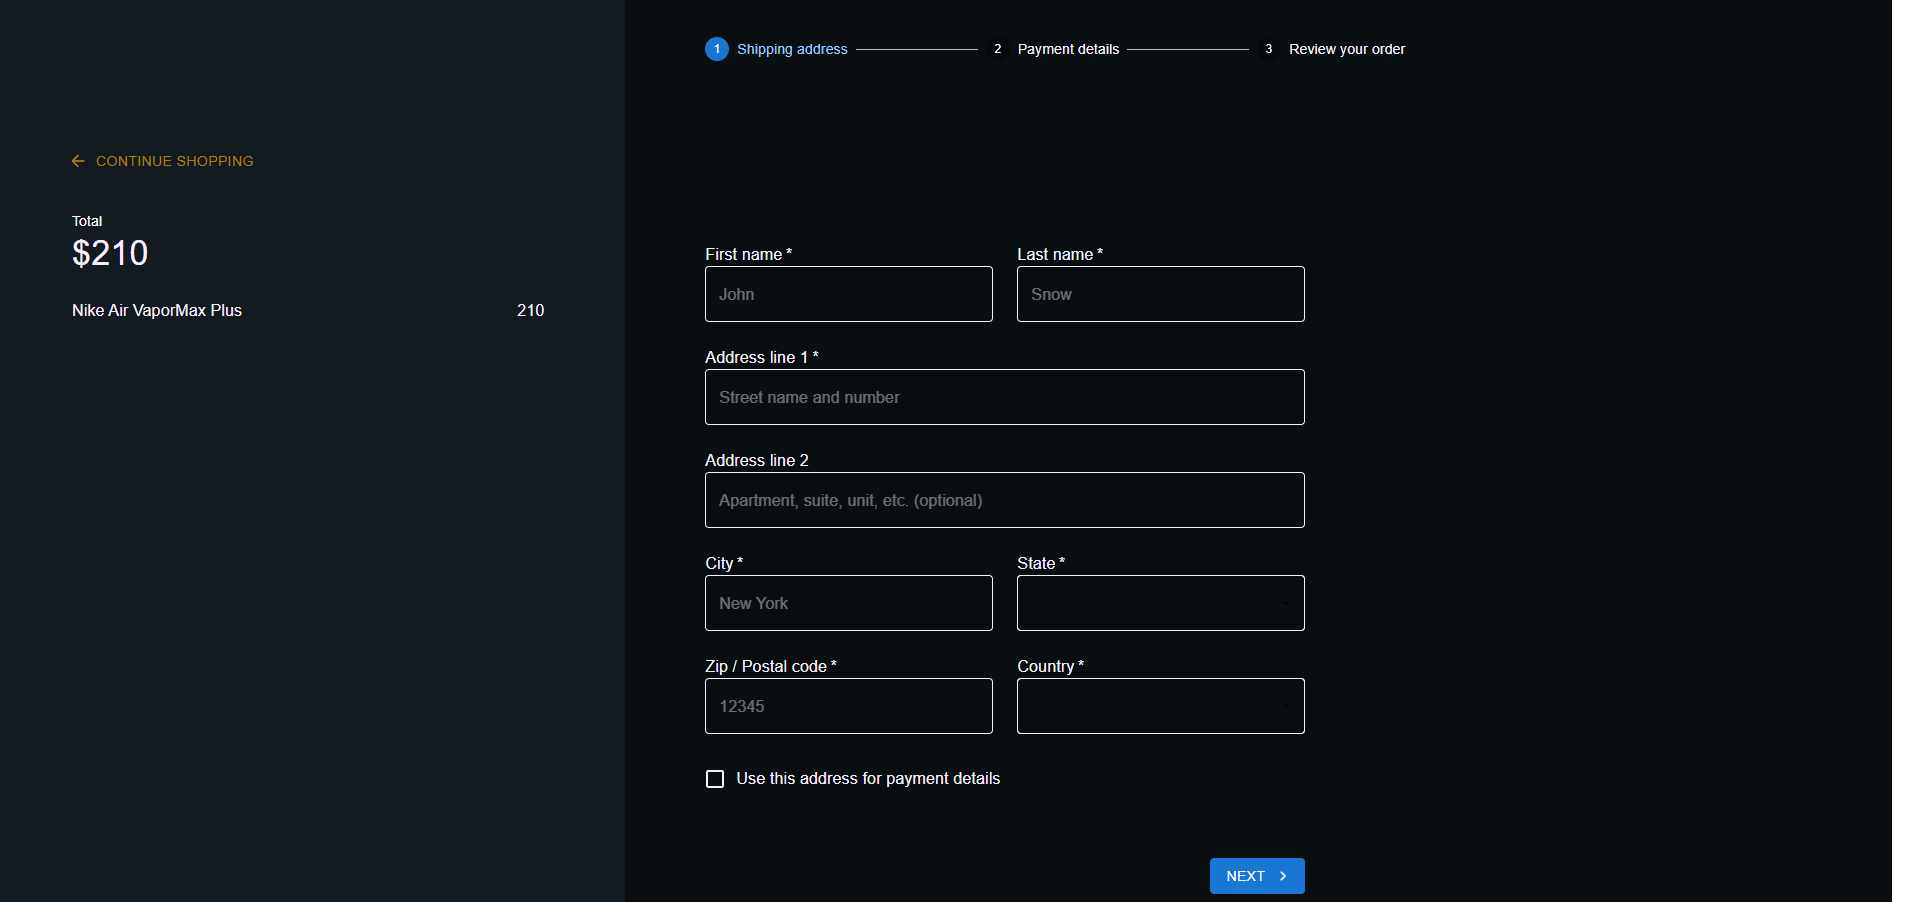 1 Shipping address 2 Payment details 3 Review your order
CONTINUE SHOPPING
Total
$210
Nike Air VaporMax Plus 210
First name * Last name *
John Snow
Address line 1 *
Street name and number
Address line 2
Apartment, suite, unit, etc. (optional)
City * State *
New York
Zip / Postal code * Country *
12345
Use this address for payment details
NEXT